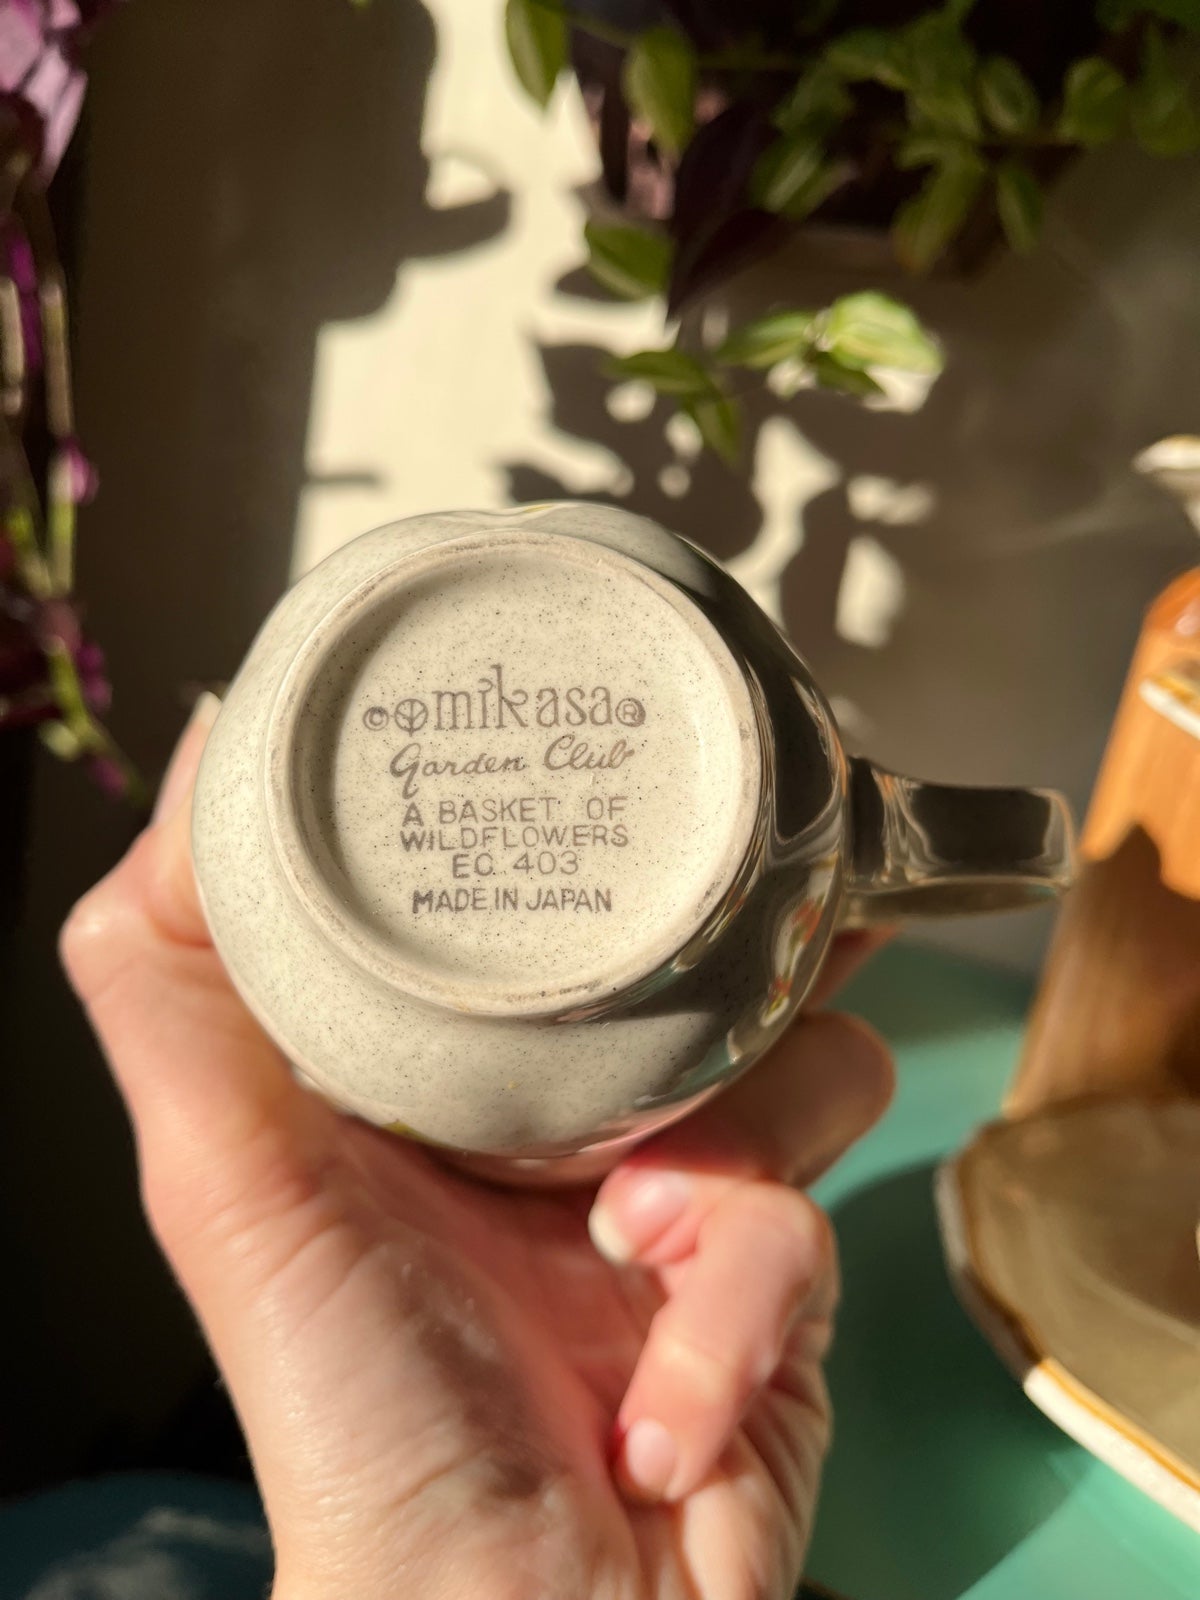 © mikasa ®
Garden Club
A BASKET OF
WILDFLOWERS
EC 403
MADE IN JAPAN